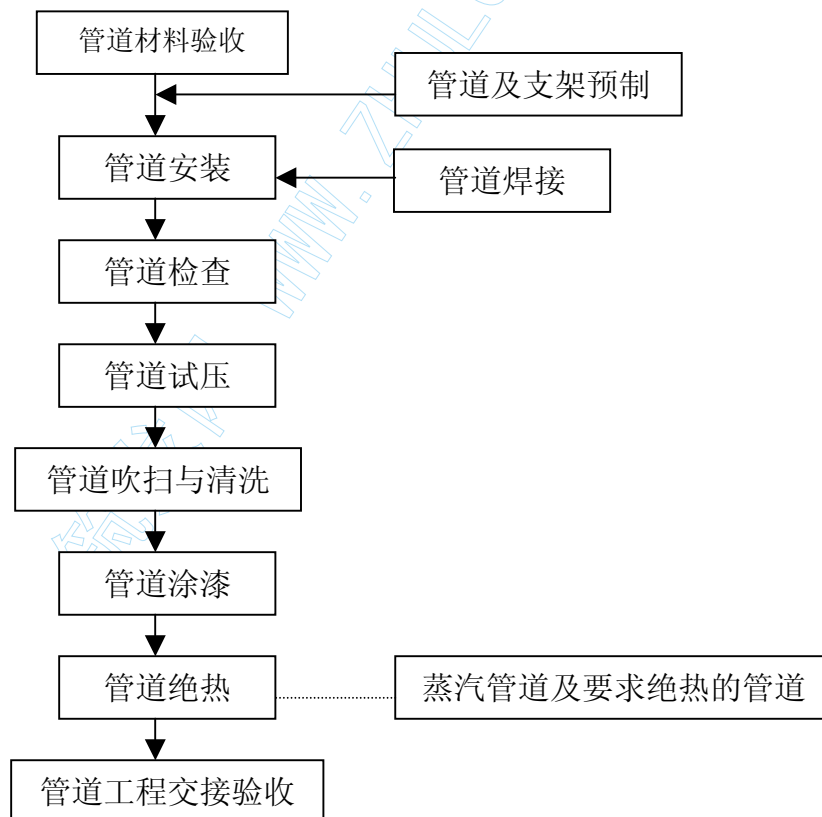 管道材料验收
管道及支架预制
管道安装
管道焊接
管道检查
管道试压
管道吹扫与清洗
管道涂漆
管道绝热
蒸汽管道及要求绝热的管道
管道工程交接验收